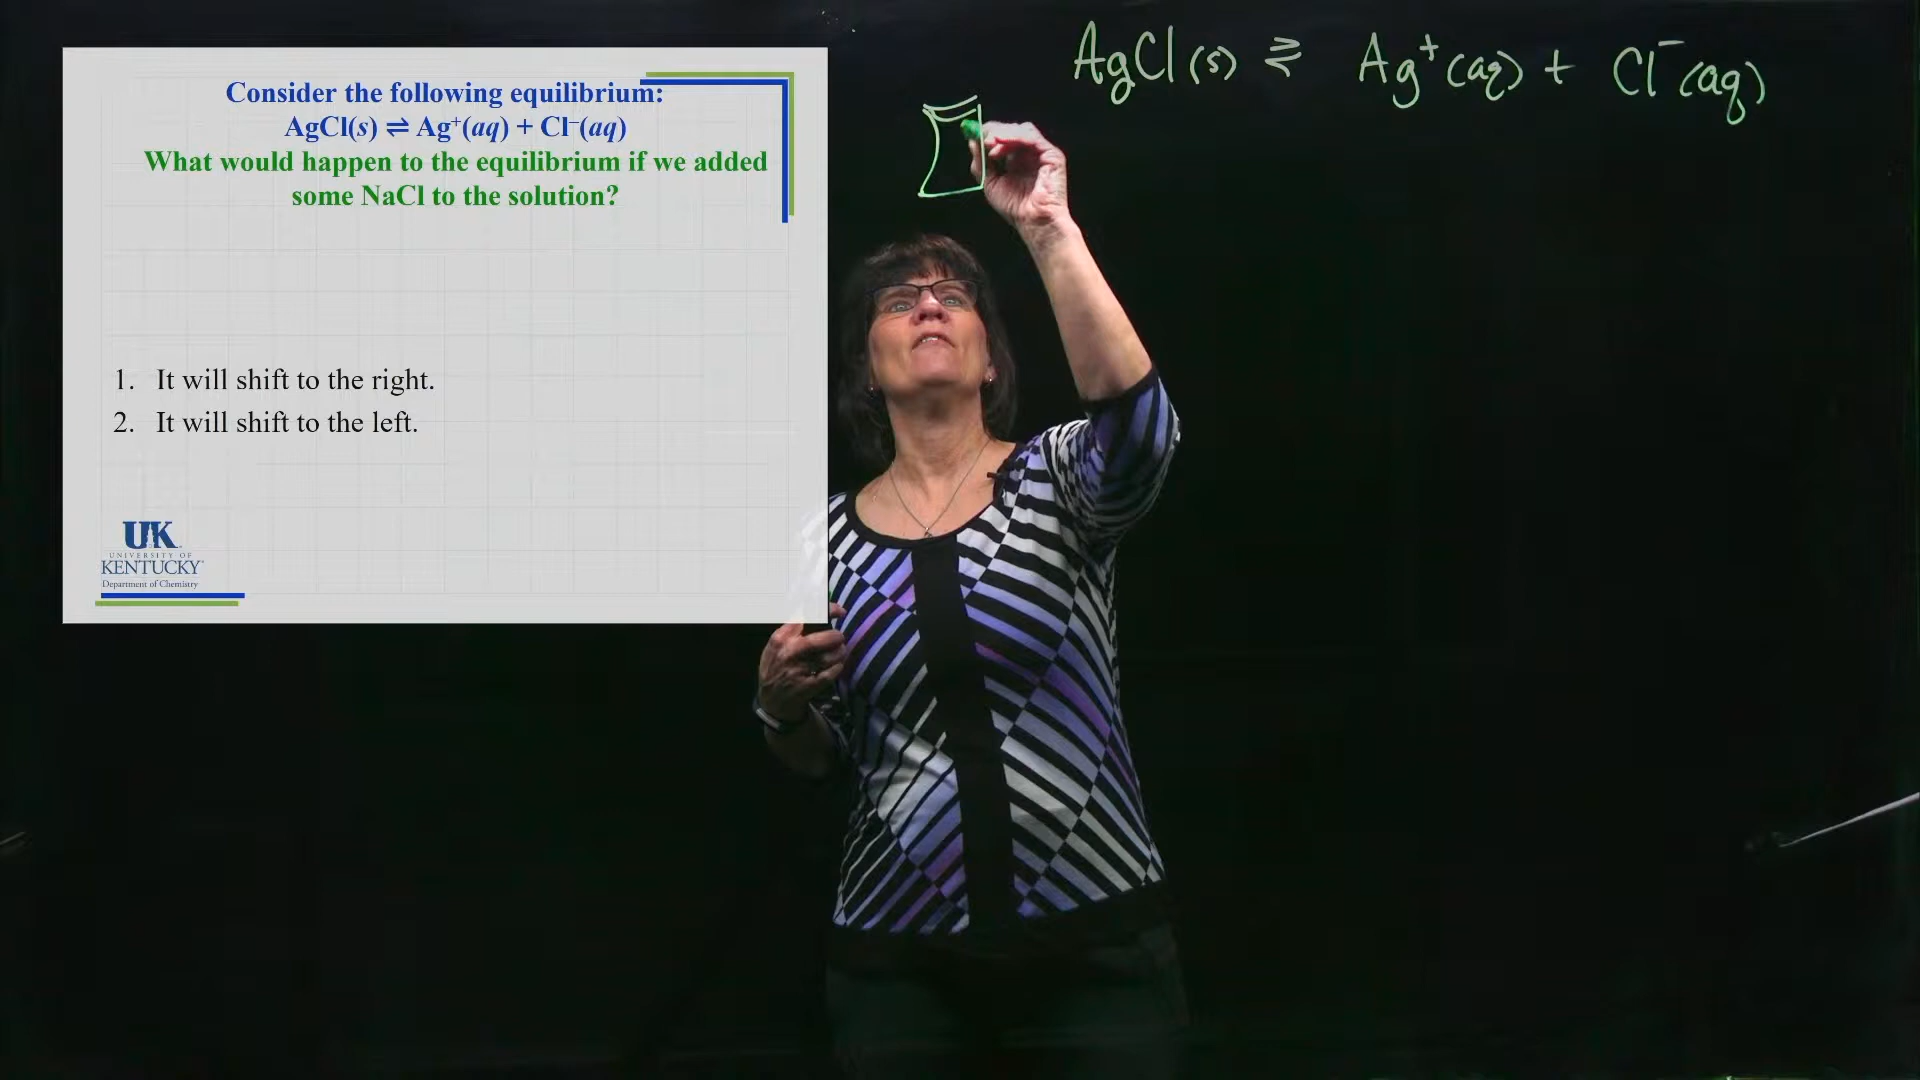 Consider the following equilibrium:
AgCl(s) ⇌ Ag⁺(aq) + Cl⁻(aq)
What would happen to the equilibrium if we added
some NaCl to the solution?
1. It will shift to the right.
2. It will shift to the left.
UK
UNIVERSITY OF
KENTUCKY
Department of Chemistry
AgCl (s) ⇌ Ag⁺ (aq) + Cl⁻ (aq)